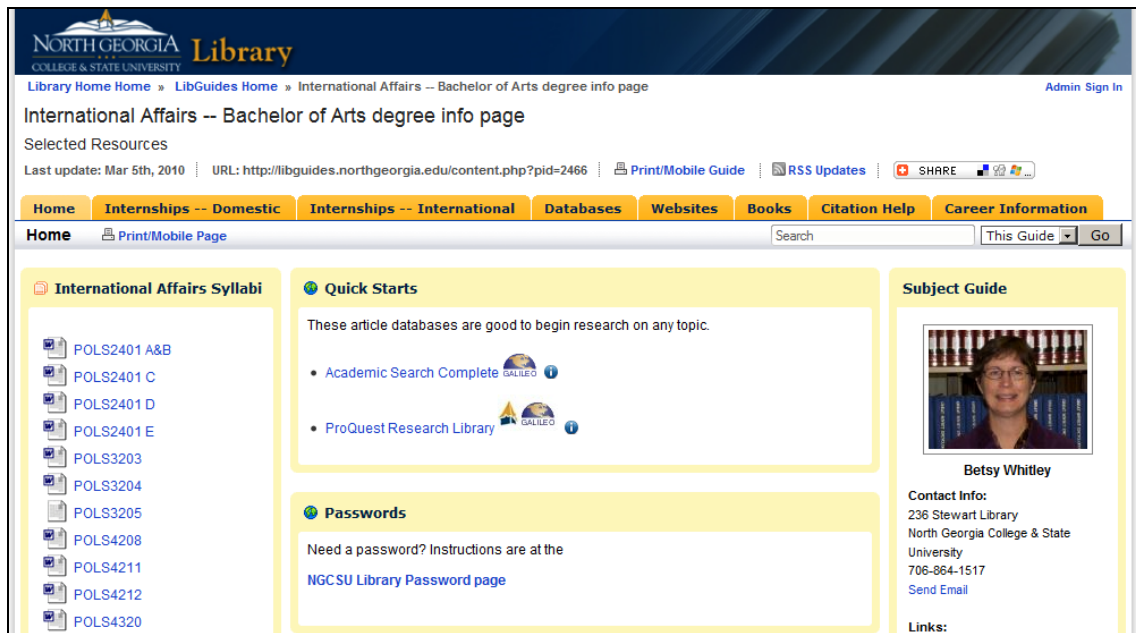 NORTH GEORGIA
COLLEGE & STATE UNIVERSITY
Library
Library Home Home » LibGuides Home » International Affairs -- Bachelor of Arts degree info page
Admin Sign In
International Affairs -- Bachelor of Arts degree info page
Selected Resources
Last update: Mar 5th, 2010 URL: http://libguides.northgeorgia.edu/content.php?pid=2466 Print/Mobile Guide RSS Updates SHARE ...
Home Internships -- Domestic Internships -- International Databases Websites Books Citation Help Career Information
Home Print/Mobile Page Search This Guide Go
International Affairs Syllabi
POLS2401 A&B
POLS2401 C
POLS2401 D
POLS2401 E
POLS3203
POLS3204
POLS3205
POLS4208
POLS4211
POLS4212
POLS4320
Quick Starts
These article databases are good to begin research on any topic.
• Academic Search Complete GALILEO i
• ProQuest Research Library GALILEO i
Passwords
Need a password? Instructions are at the
NGCSU Library Password page
Subject Guide
Betsy Whitley
Contact Info:
236 Stewart Library
North Georgia College & State
University
706-864-1517
Send Email
Links: